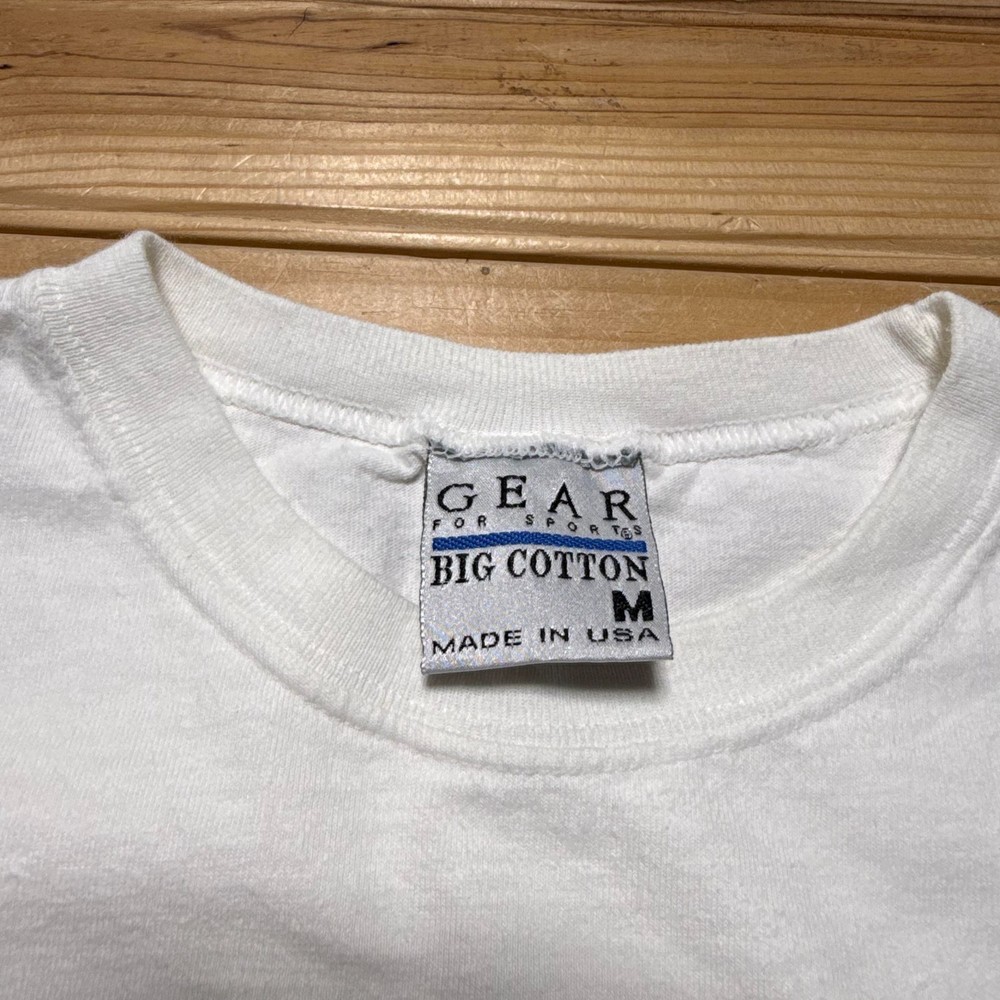 GEAR
FOR SPORTS®
BIG COTTON
M
MADE IN USA